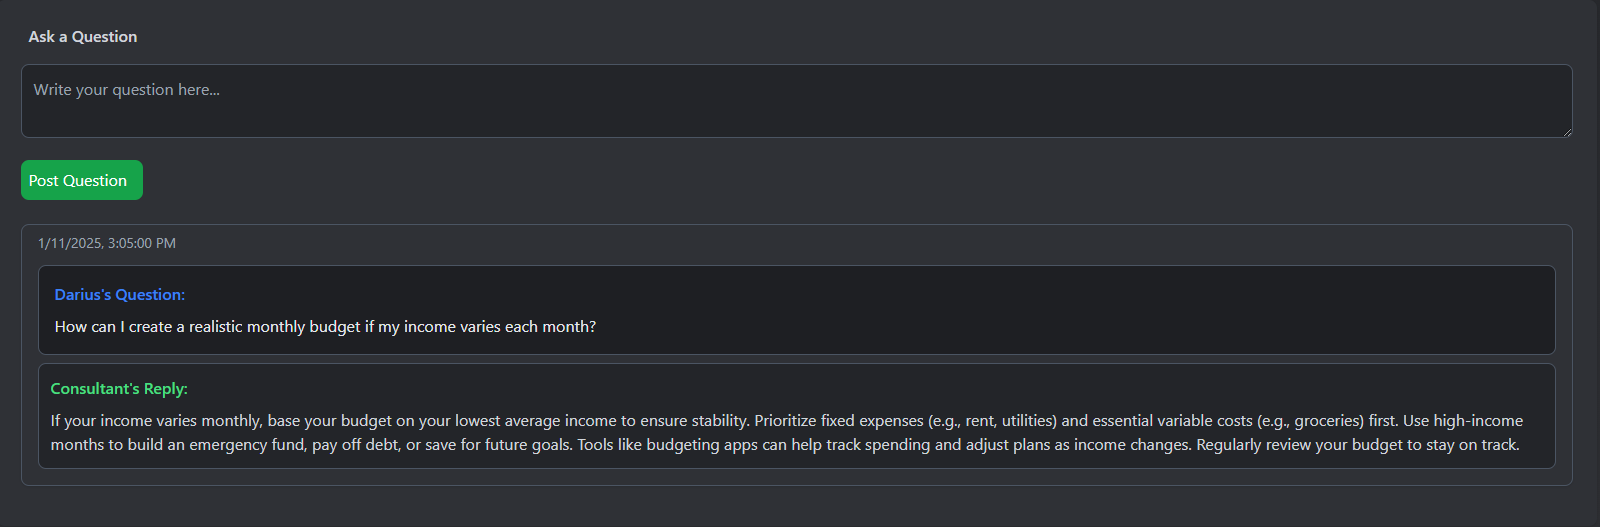 Ask a Question
Write your question here...
Post Question
1/11/2025, 3:05:00 PM
Darius's Question:
How can I create a realistic monthly budget if my income varies each month?
Consultant's Reply:
If your income varies monthly, base your budget on your lowest average income to ensure stability. Prioritize fixed expenses (e.g., rent, utilities) and essential variable costs (e.g., groceries) first. Use high-income
months to build an emergency fund, pay off debt, or save for future goals. Tools like budgeting apps can help track spending and adjust plans as income changes. Regularly review your budget to stay on track.